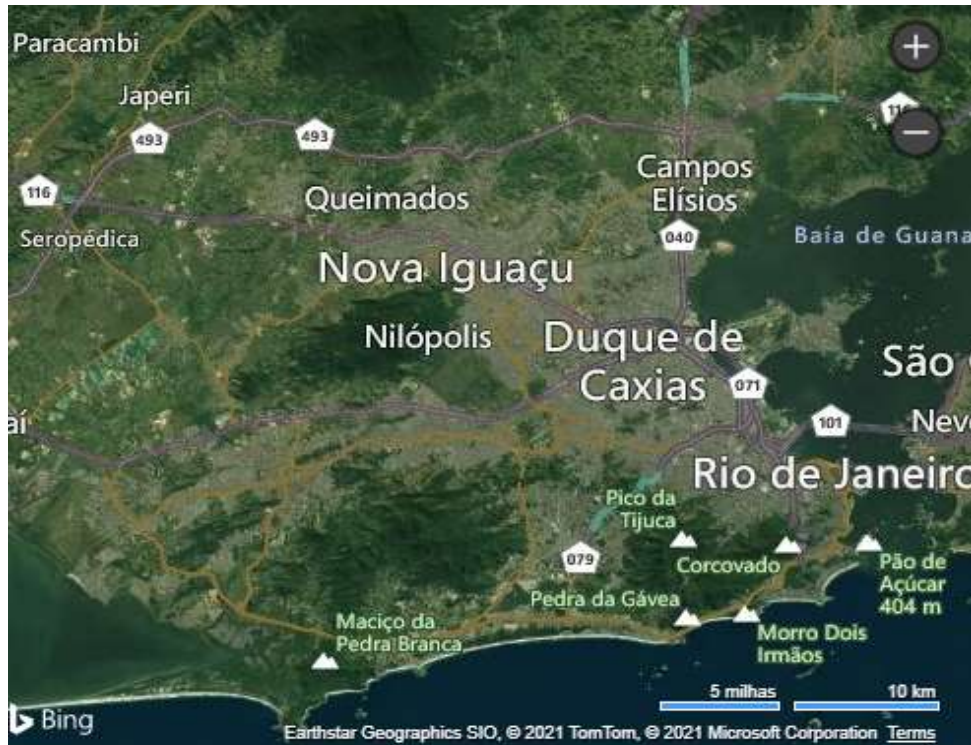 Paracambi
Japeri
493
493
116
116
Queimados
Campos
Elísios
Seropédica
040
Baía de Guana
Nova Iguaçu
Nilópolis
Duque de
Caxias
São
071
aí
101
Neve
Rio de Janeiro
Pico da
Tijuca
079
Corcovado
Pão de
Açúcar
404 m
Pedra da Gávea
Maciço da
Pedra Branca
Morro Dois
Irmãos
5 milhas
10 km
Bing
Earthstar Geographics SIO, © 2021 TomTom, © 2021 Microsoft Corporation Terms